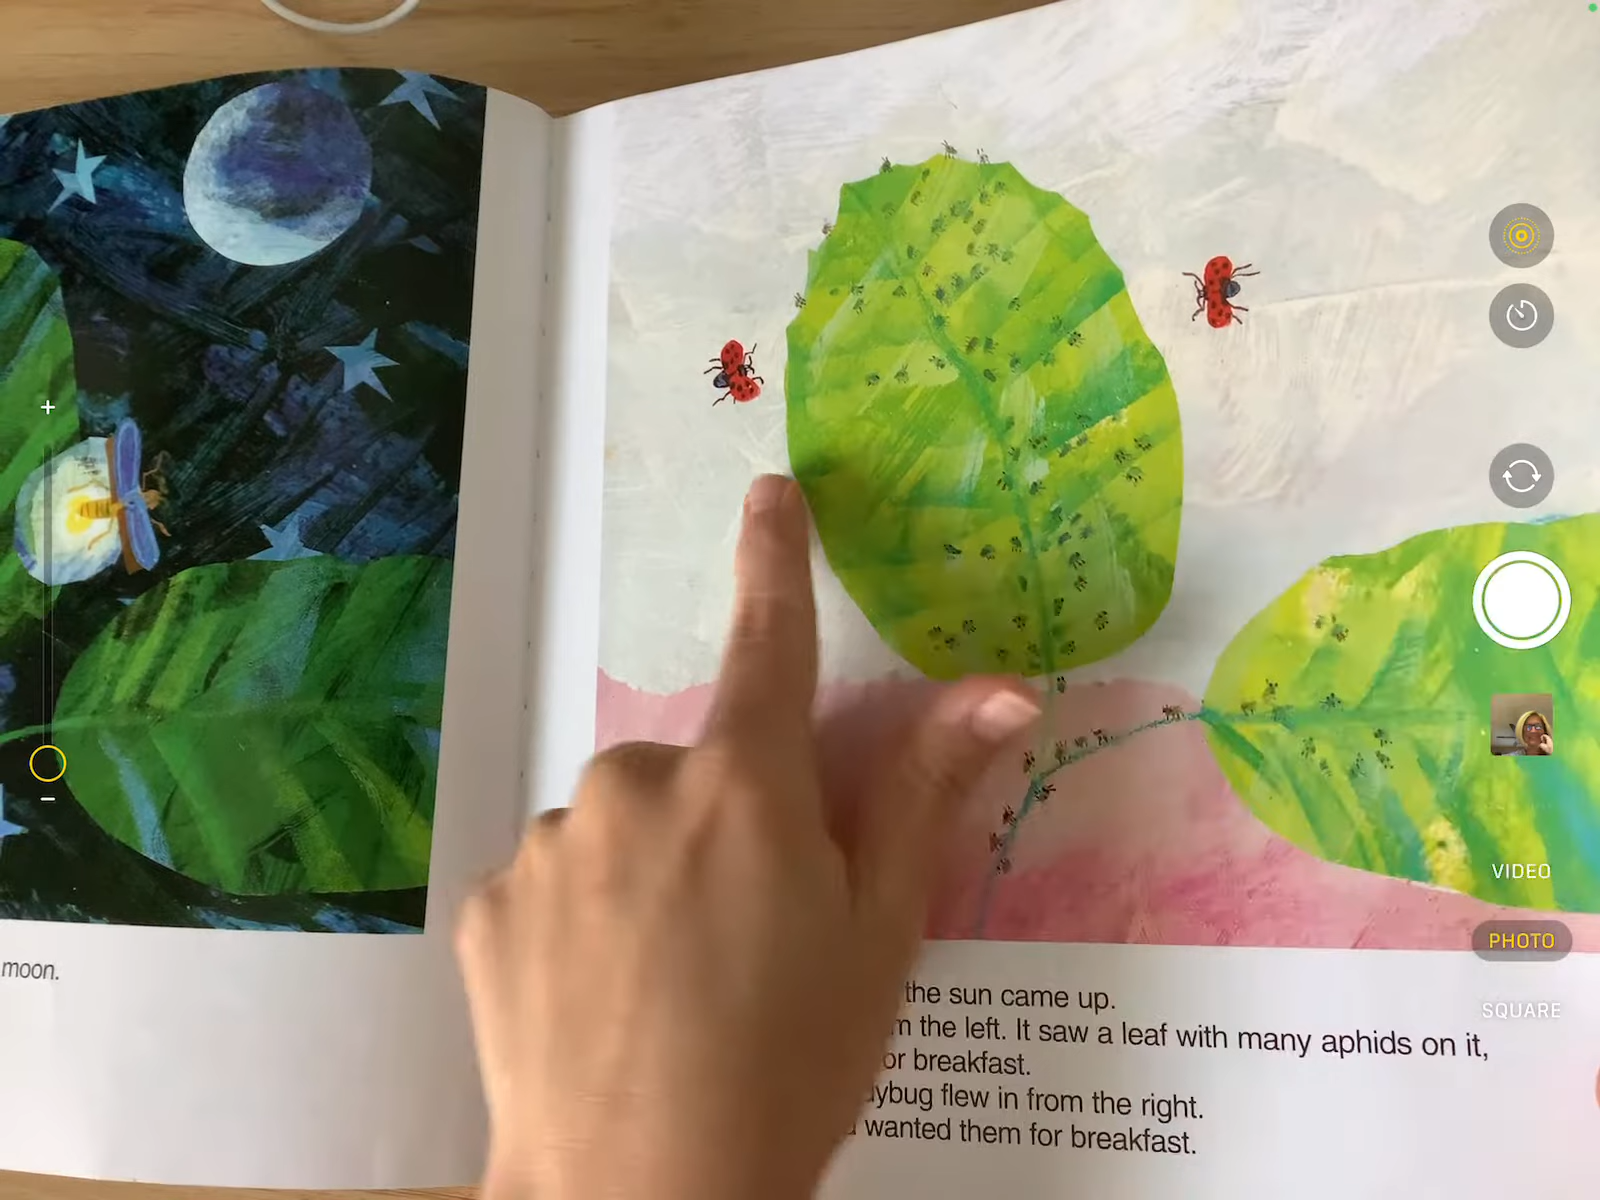 moon.
the sun came up.
the left. It saw a leaf with many aphids on it,
or breakfast.
flew in from the right.
wanted them for breakfast.
VIDEO
PHOTO
SQUARE